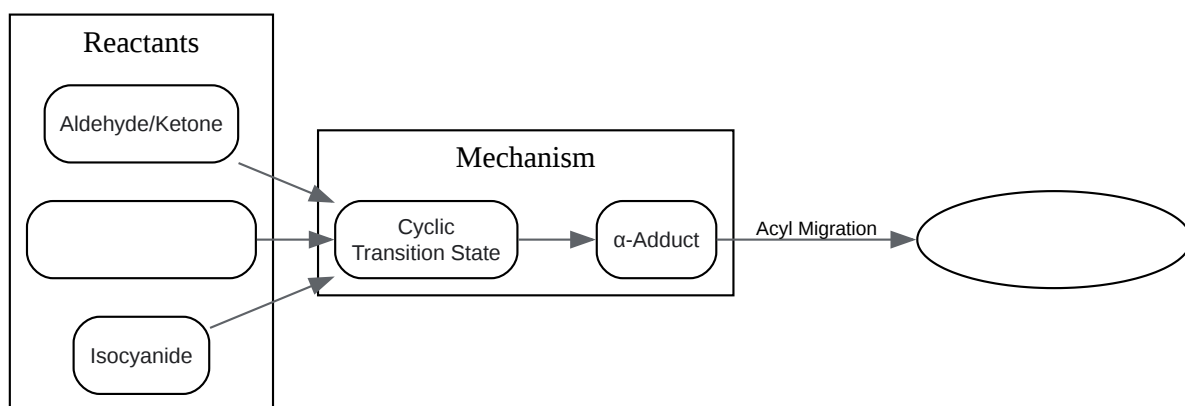 Reactants
Aldehyde/Ketone
Isocyanide
Mechanism
Cyclic
Transition State
α-Adduct
Acyl Migration